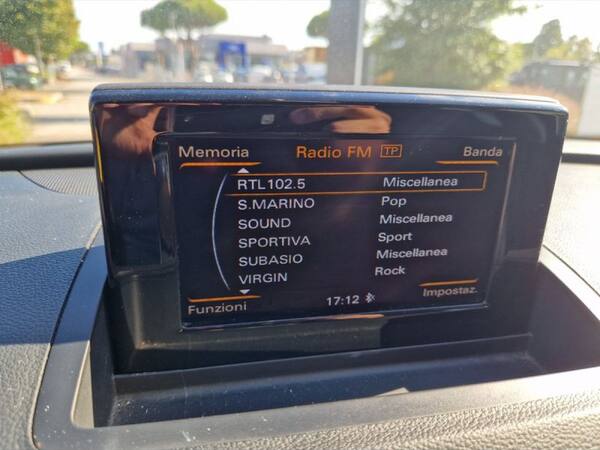 Memoria Radio FM TP Banda
RTL102.5 Miscellanea
S.MARINO Pop
SOUND Miscellanea
SPORTIVA Sport
SUBASIO Miscellanea
VIRGIN Rock
Funzioni 17:12 Impostaz.